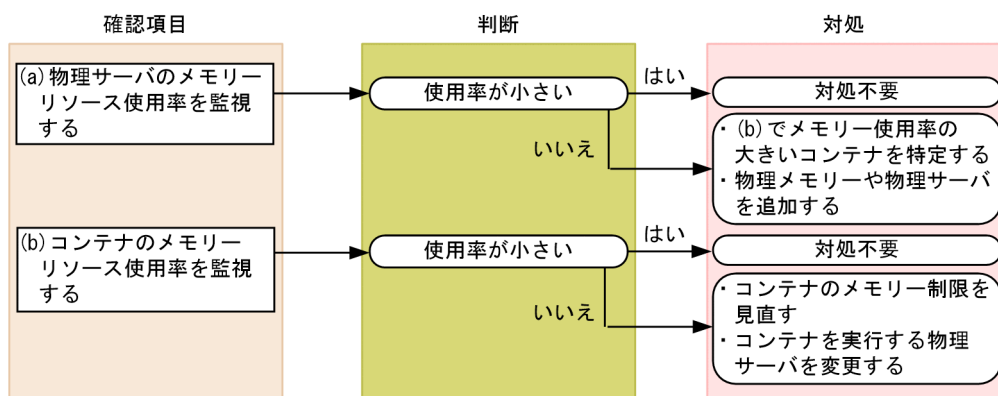 確認項目
判断
対処
(a)物理サーバのメモリー
リソース使用率を監視
する
使用率が小さい
はい
対処不要
いいえ
・(b)でメモリー使用率の
大きいコンテナを特定する
・物理メモリーや物理サーバ
を追加する
(b)コンテナのメモリー
リソース使用率を監視
する
使用率が小さい
はい
対処不要
いいえ
・コンテナのメモリー制限を
見直す
・コンテナを実行する物理
サーバを変更する